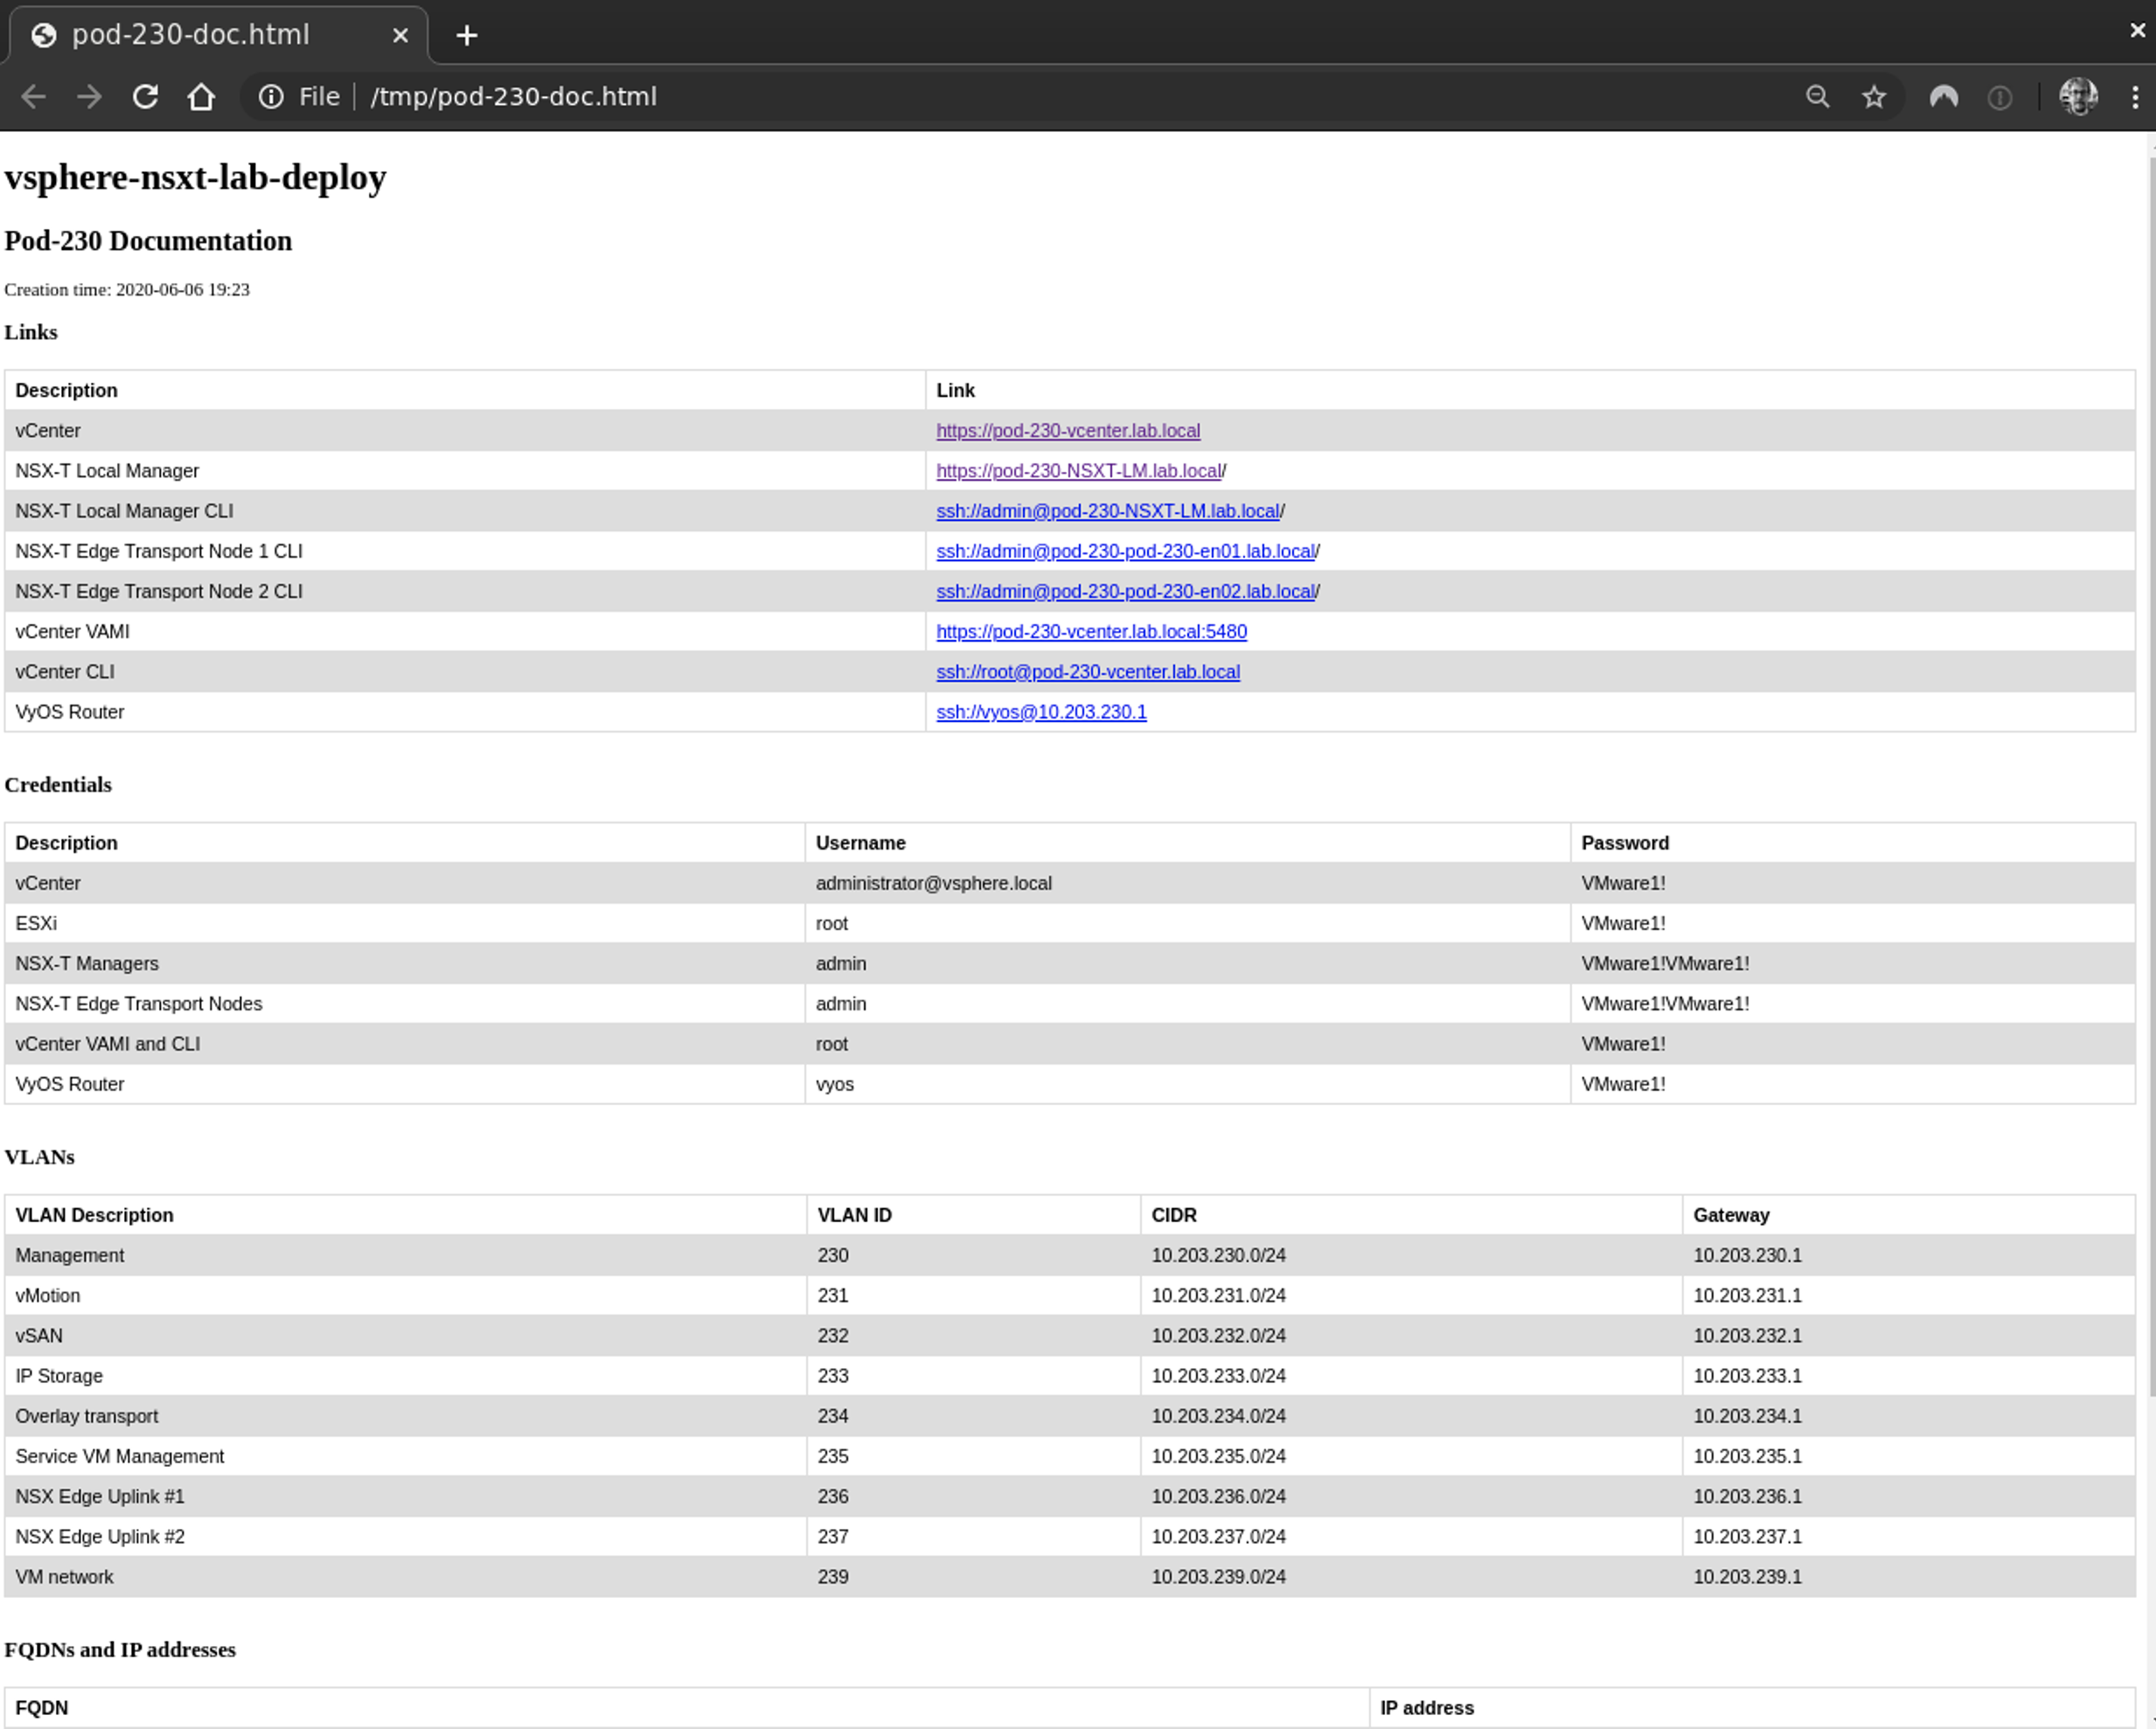 pod-230-doc.html
File /tmp/pod-230-doc.html
vsphere-nsxt-lab-deploy
Pod-230 Documentation
Creation time: 2020-06-06 19:23
Links
Description Link
vCenter https://pod-230-vcenter.lab.local
NSX-T Local Manager https://pod-230-NSXT-LM.lab.local/
NSX-T Local Manager CLI ssh://admin@pod-230-NSXT-LM.lab.local/
NSX-T Edge Transport Node 1 CLI ssh://admin@pod-230-pod-230-en01.lab.local/
NSX-T Edge Transport Node 2 CLI ssh://admin@pod-230-pod-230-en02.lab.local/
vCenter VAMI https://pod-230-vcenter.lab.local:5480
vCenter CLI ssh://root@pod-230-vcenter.lab.local
VyOS Router ssh://vyos@10.203.230.1
Credentials
Description Username Password
vCenter administrator@vsphere.local VMware1!
ESXi root VMware1!
NSX-T Managers admin VMware1!VMware1!
NSX-T Edge Transport Nodes admin VMware1!VMware1!
vCenter VAMI and CLI root VMware1!
VyOS Router vyos VMware1!
VLANs
VLAN Description VLAN ID CIDR Gateway
Management 230 10.203.230.0/24 10.203.230.1
vMotion 231 10.203.231.0/24 10.203.231.1
vSAN 232 10.203.232.0/24 10.203.232.1
IP Storage 233 10.203.233.0/24 10.203.233.1
Overlay transport 234 10.203.234.0/24 10.203.234.1
Service VM Management 235 10.203.235.0/24 10.203.235.1
NSX Edge Uplink #1 236 10.203.236.0/24 10.203.236.1
NSX Edge Uplink #2 237 10.203.237.0/24 10.203.237.1
VM network 239 10.203.239.0/24 10.203.239.1
FQDNs and IP addresses
FQDN IP address